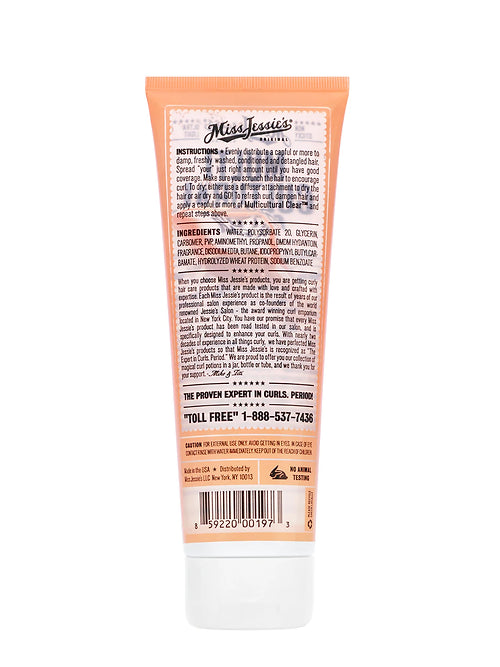 Miss Jessie's
ORIGINAL
INSTRUCTIONS ★ Evenly distribute a capful or more to
damp, freshly washed, conditioned and detangled hair.
Spread "your just right amount" until you have good
coverage. Make sure you scrunch the hair to encourage
curl. To dry: either use a diffuser attachment to dry the
hair or air dry and GO! To refresh curl, dampen hair and
apply a capful or more of Multicultural Clear™ and
repeat steps above.
INGREDIENTS WATER, POLYSORBATE 20, GLYCERIN,
CARBOMER, PVP, AMINOMETHYL PROPANOL, DMDM HYDANTOIN,
FRAGRANCE, DISODIUM EDTA, BUTANE, IODOPROPYNYL BUTYLCAR-
BAMATE, HYDROLYZED WHEAT PROTEIN, SODIUM BENZOATE
When you choose Miss Jessie's products, you are getting curly
hair care products that are made with love and crafted with
expertise. Each Miss Jessie's product is the result of years of our
professional salon experience as co-founders of the world
renowned Jessie's Salon - the award winning curl emporium
located in New York City. You have our promise that every Miss
Jessie's product has been road tested in our salon, and is
specifically designed to enhance your curls. With nearly two
decades of experience in all things curly, we have perfected Miss
Jessie's products so that Miss Jessie's is recognized as "The
Expert in Curls. Period." We are proud to offer you our collection of
magical curl potions in a jar, bottle or tube, and we thank you for
your support. - Miko & Titi
THE PROVEN EXPERT IN CURLS. PERIOD!
"TOLL FREE" 1-888-537-7436
CAUTION FOR EXTERNAL USE ONLY. AVOID GETTING IN EYES. IN CASE OF EYE
CONTACT RINSE WITH WATER IMMEDIATELY. KEEP OUT OF THE REACH OF CHILDREN.
Made in the USA ★ Distributed by
Miss Jessie's LLC New York, NY, 10013
NO ANIMAL
TESTING
8 59220 00197 3